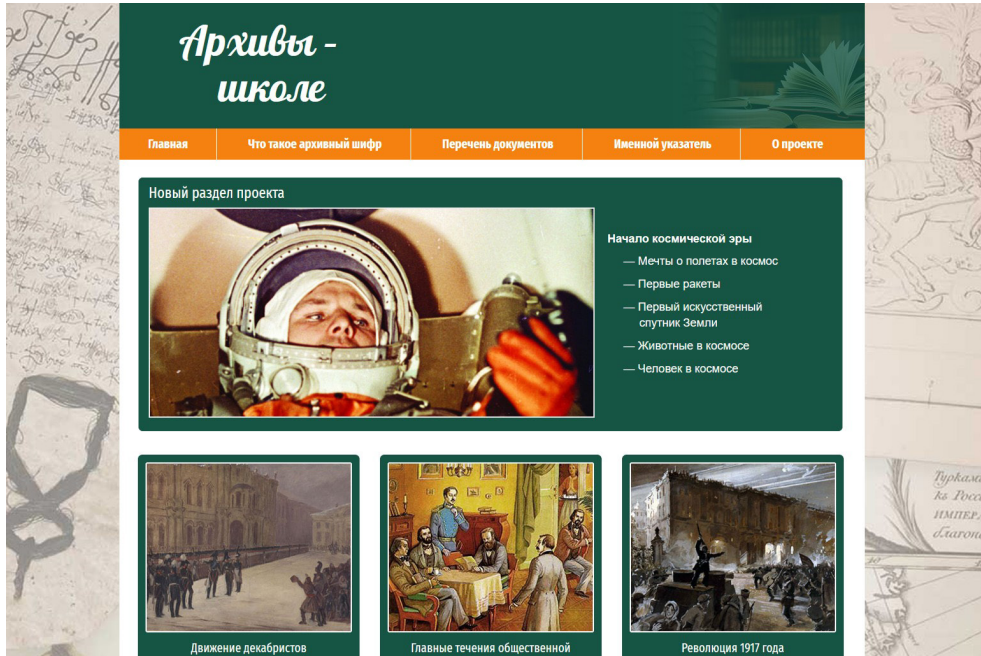 Архивы –
школе
Главная
Что такое архивный шифр
Перечень документов
Именной указатель
О проекте
Новый раздел проекта
Начало космической эры
— Мечты о полетах в космос
— Первые ракеты
— Первый искусственный
спутник Земли
— Животные в космосе
— Человек в космосе
Движение декабристов
Главные течения общественной
Революция 1917 года